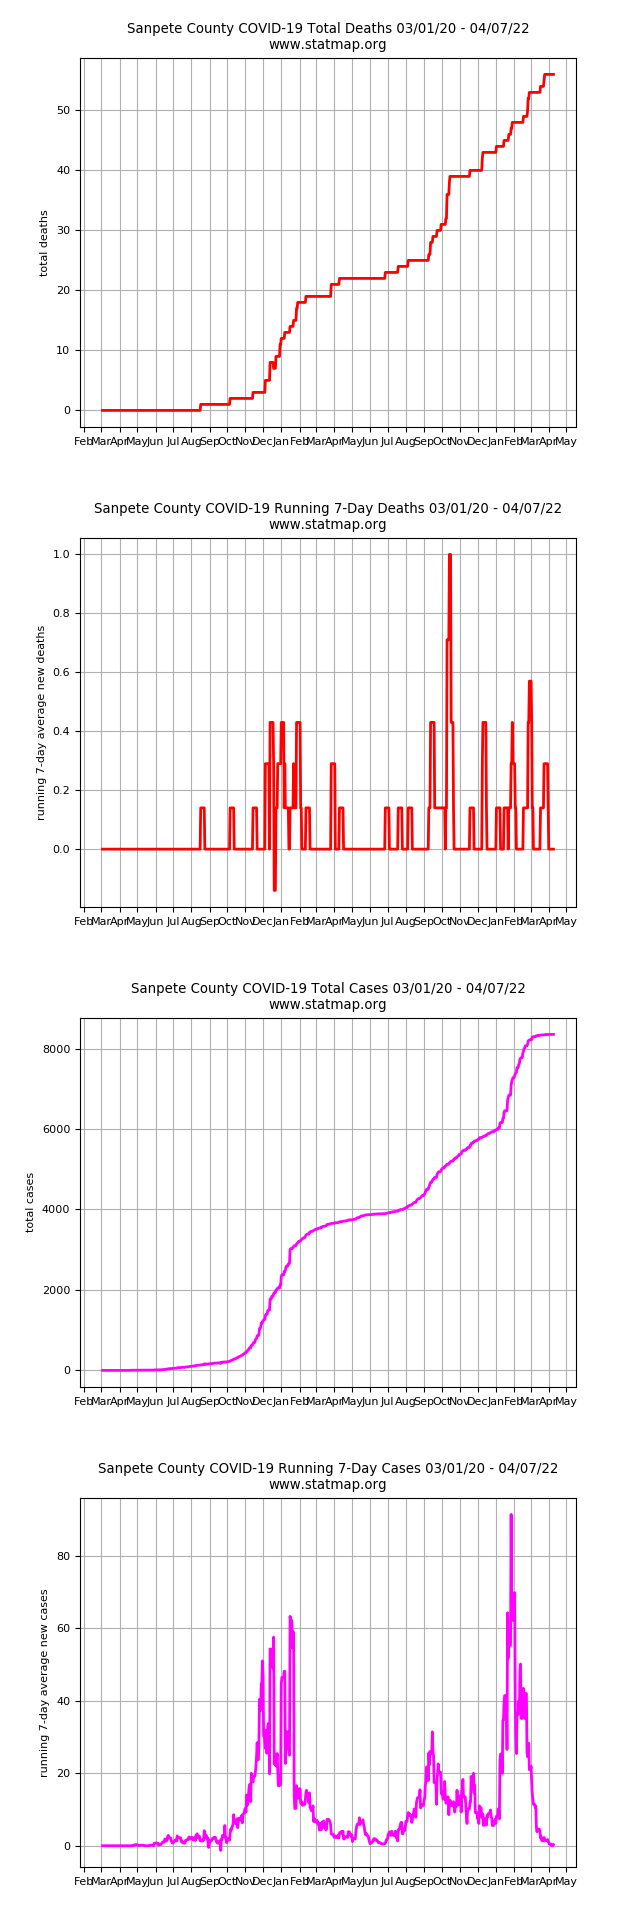 Sanpete County COVID-19 Total Deaths 03/01/20 - 04/07/22
www.statmap.org
50
40
30
20
10
0
total deaths
Feb Mar Apr May Jun Jul Aug Sep Oct Nov Dec Jan Feb Mar Apr May Jun Jul Aug Sep Oct Nov Dec Jan Feb Mar Apr May
Sanpete County COVID-19 Running 7-Day Deaths 03/01/20 - 04/07/22
www.statmap.org
1.0
0.8
0.6
0.4
0.2
0.0
running 7-day average new deaths
Feb Mar Apr May Jun Jul Aug Sep Oct Nov Dec Jan Feb Mar Apr May Jun Jul Aug Sep Oct Nov Dec Jan Feb Mar Apr May
Sanpete County COVID-19 Total Cases 03/01/20 - 04/07/22
www.statmap.org
8000
6000
4000
2000
0
total cases
Feb Mar Apr May Jun Jul Aug Sep Oct Nov Dec Jan Feb Mar Apr May Jun Jul Aug Sep Oct Nov Dec Jan Feb Mar Apr May
Sanpete County COVID-19 Running 7-Day Cases 03/01/20 - 04/07/22
www.statmap.org
80
60
40
20
0
running 7-day average new cases
Feb Mar Apr May Jun Jul Aug Sep Oct Nov Dec Jan Feb Mar Apr May Jun Jul Aug Sep Oct Nov Dec Jan Feb Mar Apr May